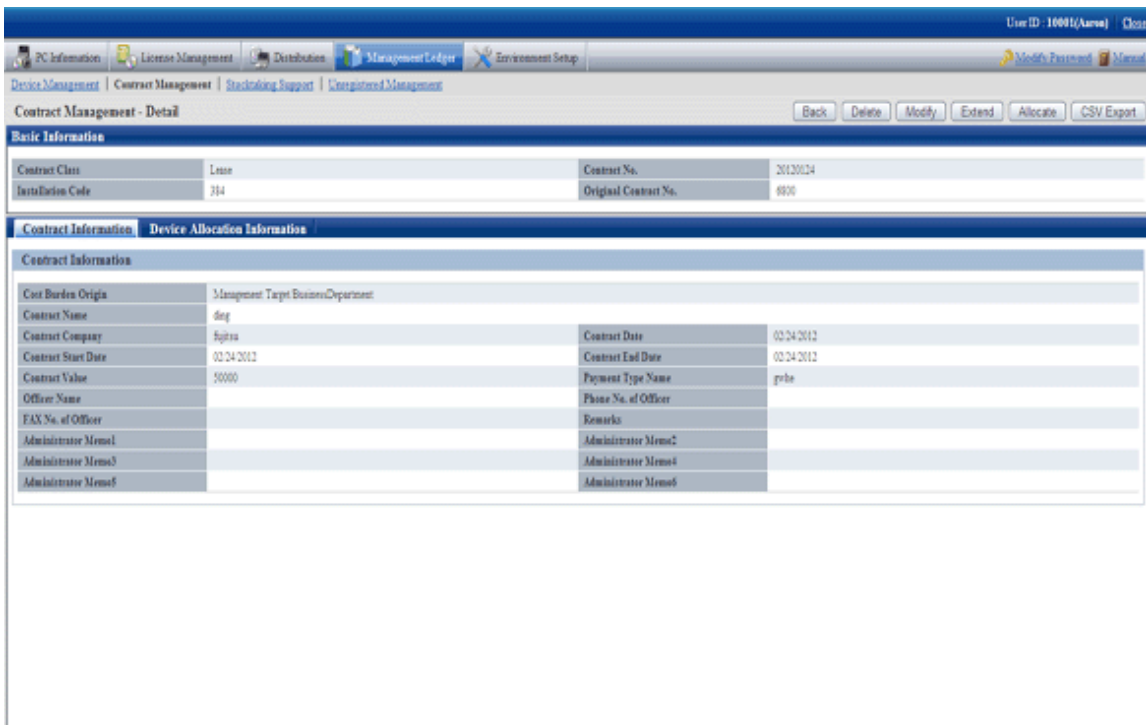 User ID : 10001(Aaron) Close
PC Information License Management Distribution Management Ledger Environment Setup Modify Password Manual
Device Management | Contract Management | Stocktaking Support | Unregistered Management
Contract Management - Detail Back Delete Modify Extend Allocate CSV Export
Basic Information
Contract Class Lease Contract No. 20120124
Installation Code 384 Original Contract No. 6800
Contract Information Device Allocation Information
Contract Information
Cost Burden Origin Management Target/BusinessDepartment
Contract Name ding
Contract Company fujitsu Contract Date 02/24/2012
Contract Start Date 02/24/2012 Contract End Date 02/24/2012
Contract Value 50000 Payment Type Name
Officer Name Phone No. of Officer
FAX No. of Officer Remarks
Administrator Memo1 Administrator Memo2
Administrator Memo3 Administrator Memo4
Administrator Memo5 Administrator Memo6